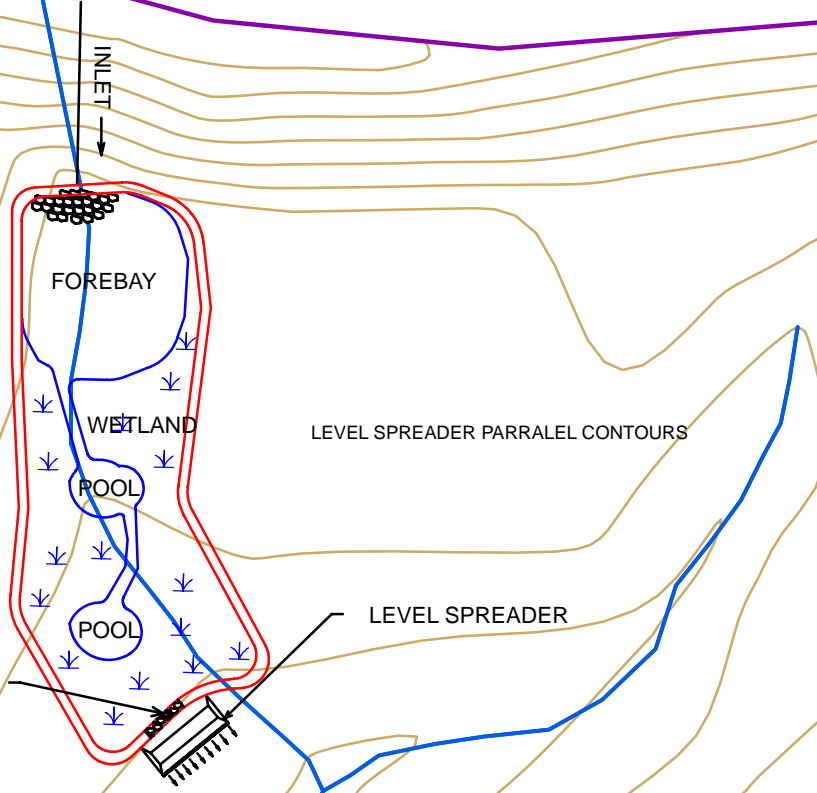 INLET
FOREBAY
WETLAND
LEVEL SPREADER PARRALEL CONTOURS
POOL
LEVEL SPREADER
POOL